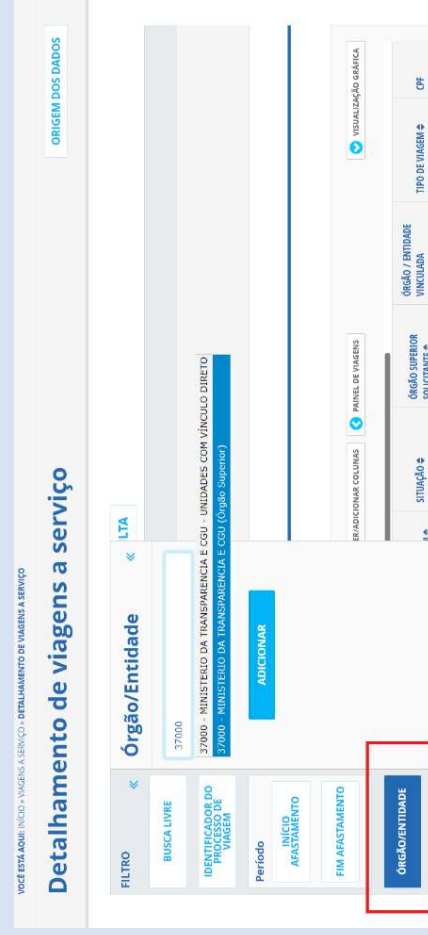 VOCÊ ESTÁ AQUI: INÍCIO » VIAGENS A SERVIÇO » DETALHAMENTO DE VIAGENS A SERVIÇO
Detalhamento de viagens a serviço
ORIGEM DOS DADOS
FILTRO «
BUSCA LIVRE
IDENTIFICADOR DO
PROCESSO DE
VIAGEM
Período
INÍCIO
AFASTAMENTO
FIM AFASTAMENTO
ÓRGÃO/ENTIDADE
Órgão/Entidade «
37000
37000 - MINISTERIO DA TRANSPARENCIA E CGU - UNIDADES COM VÍNCULO DIRETO
37000 - MINISTERIO DA TRANSPARENCIA E CGU (Órgão Superior)
ADICIONAR
LTA
ER/ADICIONAR COLUNAS
PAINEL DE VIAGENS
VISUALIZAÇÃO GRÁFICA
SITUAÇÃO
ÓRGÃO SUPERIOR
SOLICITANTE
ÓRGÃO / ENTIDADE
VINCULADA
TIPO DE VIAGEM
CPF